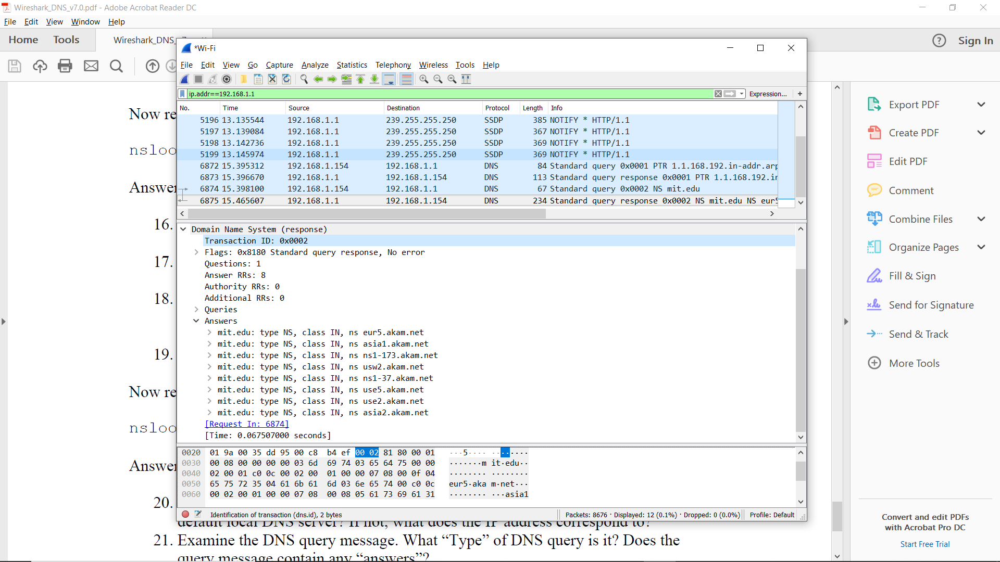 Wireshark_DNS_v7.0.pdf - Adobe Acrobat Reader DC
File Edit View Window Help
Home Tools Wireshark_DNS_
Sign In
*Wi-Fi
File Edit View Go Capture Analyze Statistics Telephony Wireless Tools Help
ip.addr==192.168.1.1
Expression... +
No. Time Source Destination Protocol Length Info
5196 13.135544 192.168.1.1 239.255.255.250 SSDP 385 NOTIFY * HTTP/1.1
5197 13.139084 192.168.1.1 239.255.255.250 SSDP 367 NOTIFY * HTTP/1.1
5198 13.142736 192.168.1.1 239.255.255.250 SSDP 369 NOTIFY * HTTP/1.1
5199 13.145974 192.168.1.1 239.255.255.250 SSDP 369 NOTIFY * HTTP/1.1
6872 15.395312 192.168.1.154 192.168.1.1 DNS 84 Standard query 0x0001 PTR 1.1.168.192.in-addr.arp
6873 15.396670 192.168.1.1 192.168.1.154 DNS 113 Standard query response 0x0001 PTR 1.1.168.192.in
6874 15.398100 192.168.1.154 192.168.1.1 DNS 67 Standard query 0x0002 NS mit.edu
6875 15.465607 192.168.1.1 192.168.1.154 DNS 234 Standard query response 0x0002 NS mit.edu NS eur5
Domain Name System (response)
Transaction ID: 0x0002
Flags: 0x8180 Standard query response, No error
Questions: 1
Answer RRs: 8
Authority RRs: 0
Additional RRs: 0
Queries
Answers
mit.edu: type NS, class IN, ns eur5.akam.net
mit.edu: type NS, class IN, ns asia1.akam.net
mit.edu: type NS, class IN, ns ns1-173.akam.net
mit.edu: type NS, class IN, ns usw2.akam.net
mit.edu: type NS, class IN, ns ns1-37.akam.net
mit.edu: type NS, class IN, ns use5.akam.net
mit.edu: type NS, class IN, ns use2.akam.net
mit.edu: type NS, class IN, ns asia2.akam.net
[Request In: 6874]
[Time: 0.067507000 seconds]
0020 01 9a 00 35 dd 95 00 c8 b4 ef 00 02 81 80 00 01 ···5···· ········
0030 00 08 00 00 00 00 03 6d 69 74 03 65 64 75 00 00 ·······m it·edu··
0040 02 00 01 c0 0c 00 02 00 01 00 00 07 08 00 0f 04 ········ ········
0050 65 75 72 35 04 61 6b 61 6d 03 6e 65 74 00 c0 0c eur5·aka m·net···
0060 00 02 00 01 00 00 07 08 00 08 05 61 73 69 61 31 ········ ···asia1
Identification of transaction (dns.id), 2 bytes
Packets: 8676 · Displayed: 12 (0.1%) · Dropped: 0 (0.0%)
Profile: Default
Now re
nsloo
Answer
16.
17.
18.
19.
Now re
nsloo
Answer
20.
default local DNS server? If not, what does the IP address correspond to?
21. Examine the DNS query message. What “Type” of DNS query is it? Does the
query message contain any “answers”?
Export PDF
Create PDF
Edit PDF
Comment
Combine Files
Organize Pages
Fill & Sign
Send for Signature
Send & Track
More Tools
Convert and edit PDFs
with Acrobat Pro DC
Start Free Trial